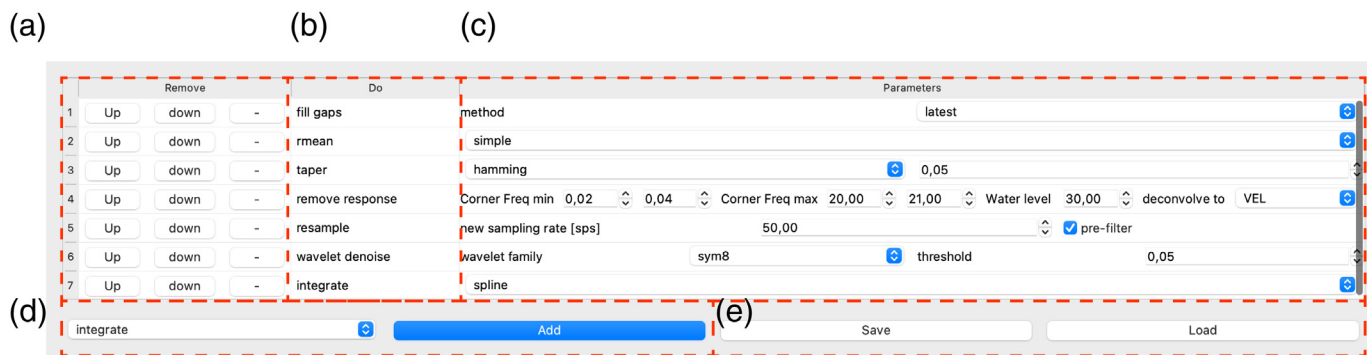 (a) (b) (c)
Remove Do Parameters
1 Up down - fill gaps method latest
2 Up down - rmean simple
3 Up down - taper hamming 0,05
4 Up down - remove response Corner Freq min 0,02 0,04 Corner Freq max 20,00 21,00 Water level 30,00 deconvolve to VEL
5 Up down - resample new sampling rate [sps] 50,00 pre-filter
6 Up down - wavelet denoise wavelet family sym8 threshold 0,05
7 Up down - integrate spline
(d) (e)
integrate Add Save Load